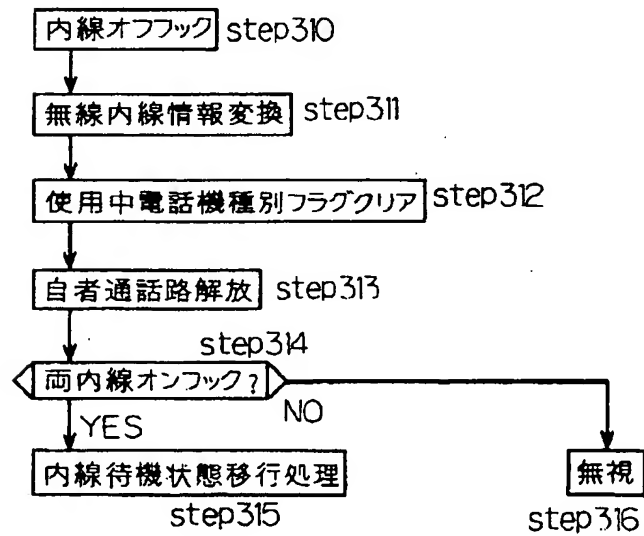 内線オフフック step310
無線内線情報変換 step311
使用中電話機種別フラグクリア step312
自者通話路解放 step313
step314
両内線オンフック?
YES
NO
内線待機状態移行処理
無視
step315
step316